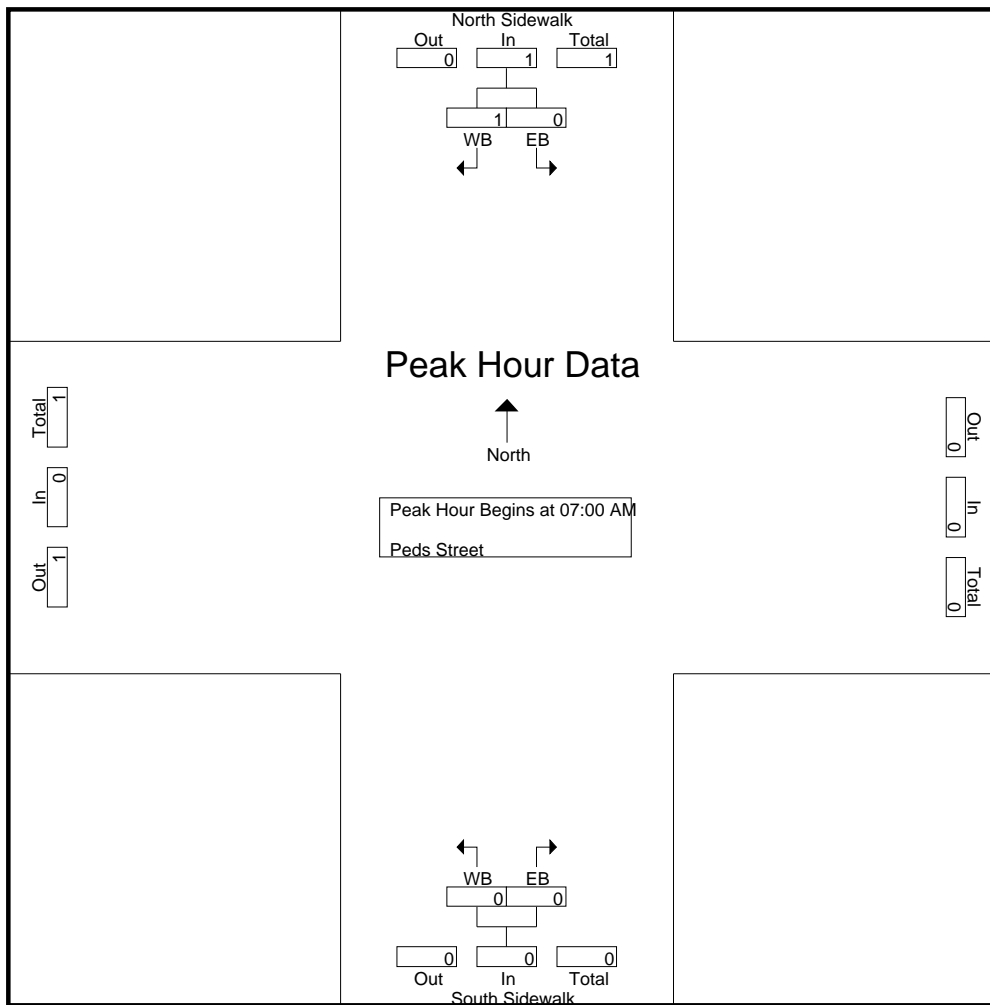 North Sidewalk
Out In Total
0 1 1
1 0
WB EB
Peak Hour Data
North
Peak Hour Begins at 07:00 AM
Peds Street
Total In Out
1 0 1
Out In Total
0 0 0
WB EB
0 0
0 0 0
Out In Total
South Sidewalk